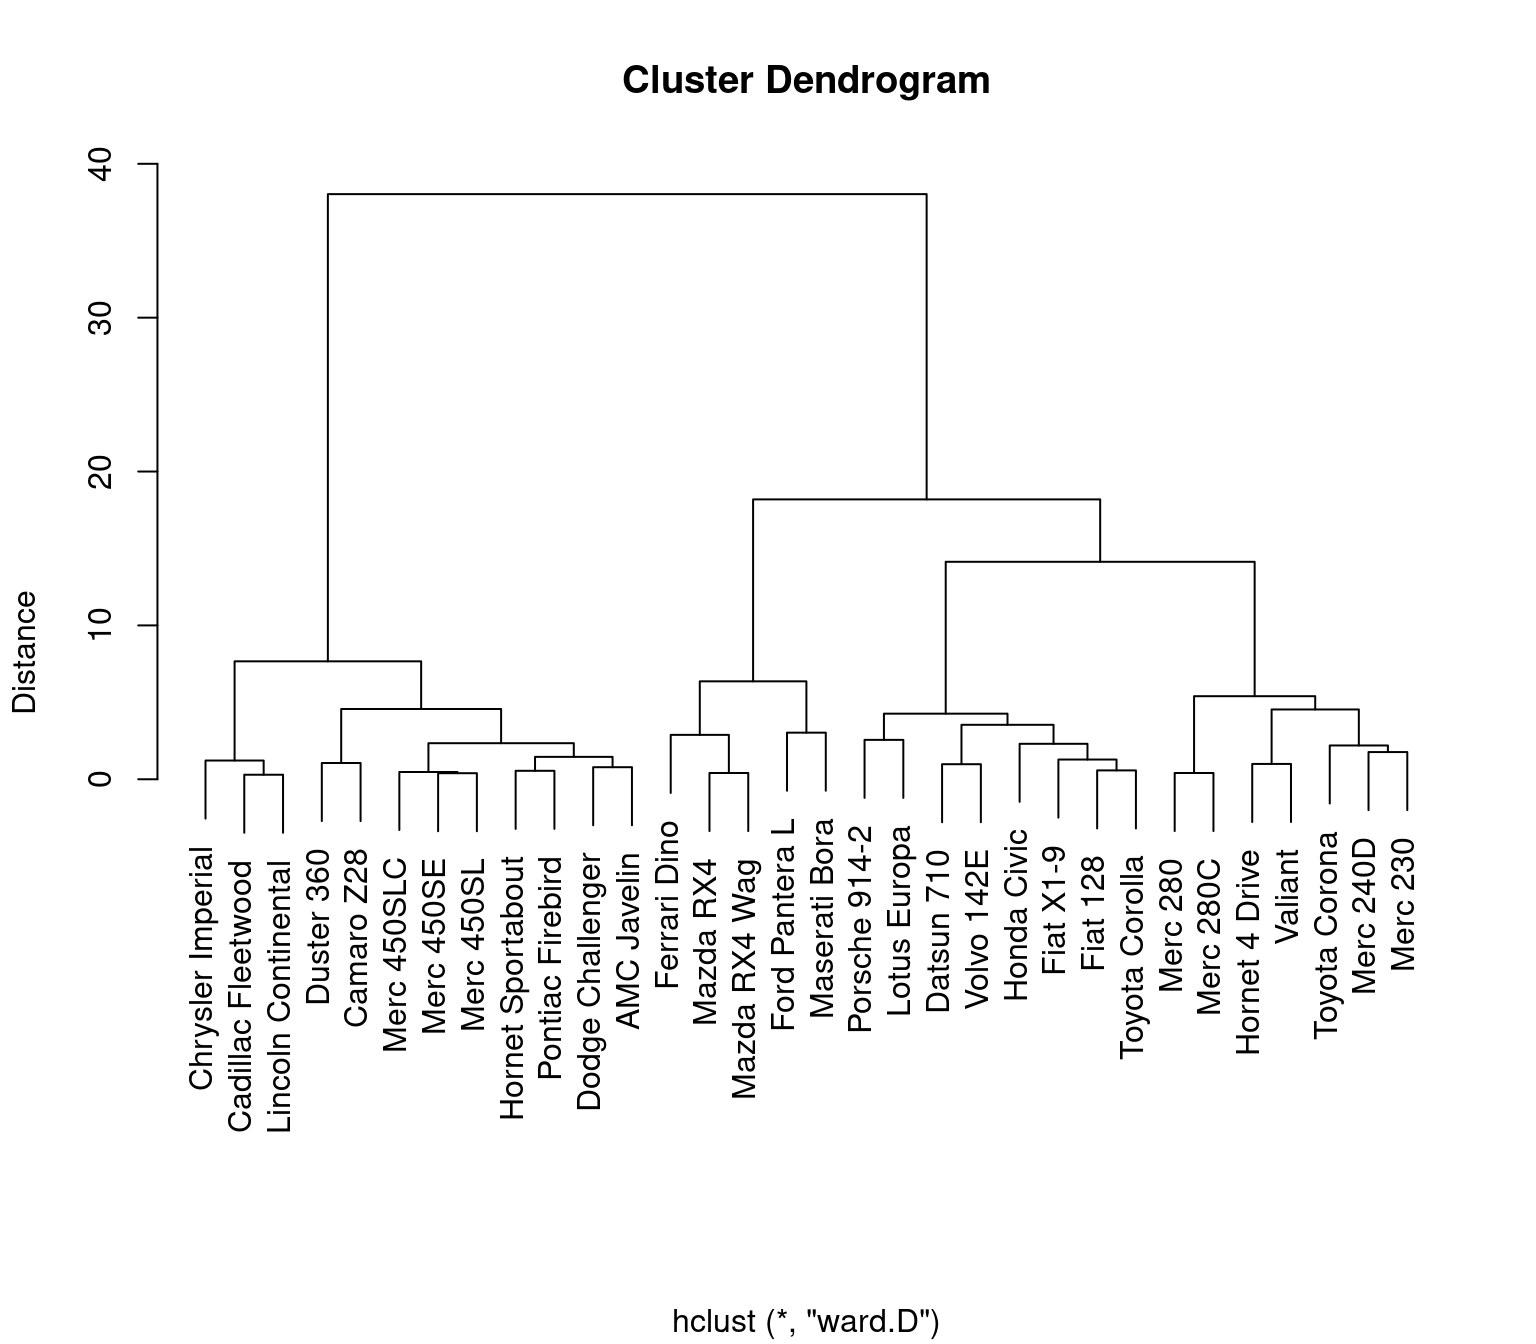 Cluster Dendrogram
Distance
40
30
20
10
0
Chrysler Imperial
Cadillac Fleetwood
Lincoln Continental
Duster 360
Camaro Z28
Merc 450SLC
Merc 450SE
Merc 450SL
Hornet Sportabout
Pontiac Firebird
Dodge Challenger
AMC Javelin
Ferrari Dino
Mazda RX4
Mazda RX4 Wag
Ford Pantera L
Maserati Bora
Porsche 914-2
Lotus Europa
Datsun 710
Volvo 142E
Honda Civic
Fiat X1-9
Fiat 128
Toyota Corolla
Merc 280
Merc 280C
Hornet 4 Drive
Valiant
Toyota Corona
Merc 240D
Merc 230
hclust (*, "ward.D")